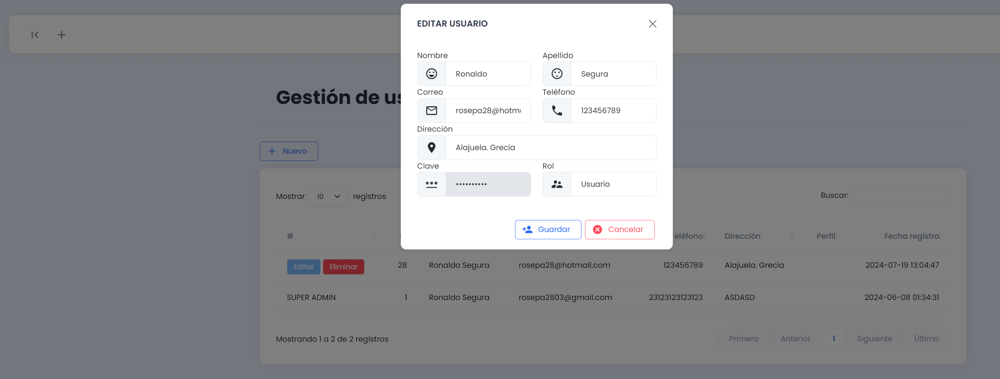 EDITAR USUARIO
Nombre
Apellido
Ronaldo
Segura
Gestión de
Correo
Teléfono
rosepa28@hotm
123456789
Dirección
Alajuela. Grecia
Nuevo
Clave
Rol
***
••••••••••
Usuario
Mostrar 10 registros
Buscar:
Guardar
Cancelar
# Teléfono Dirección Perfil Fecha registro
Editar Eliminar 28 Ronaldo Segura rosepa28@hotmail.com 123456789 Alajuela. Grecia 2024-07-19 13:04:47
SUPER ADMIN 1 Ronaldo Segura rosepa2803@gmail.com 23123123123123 ASDASD 2024-06-08 01:34:31
Mostrando 1 a 2 de 2 registros
Primero Anterior 1 Siguiente Último